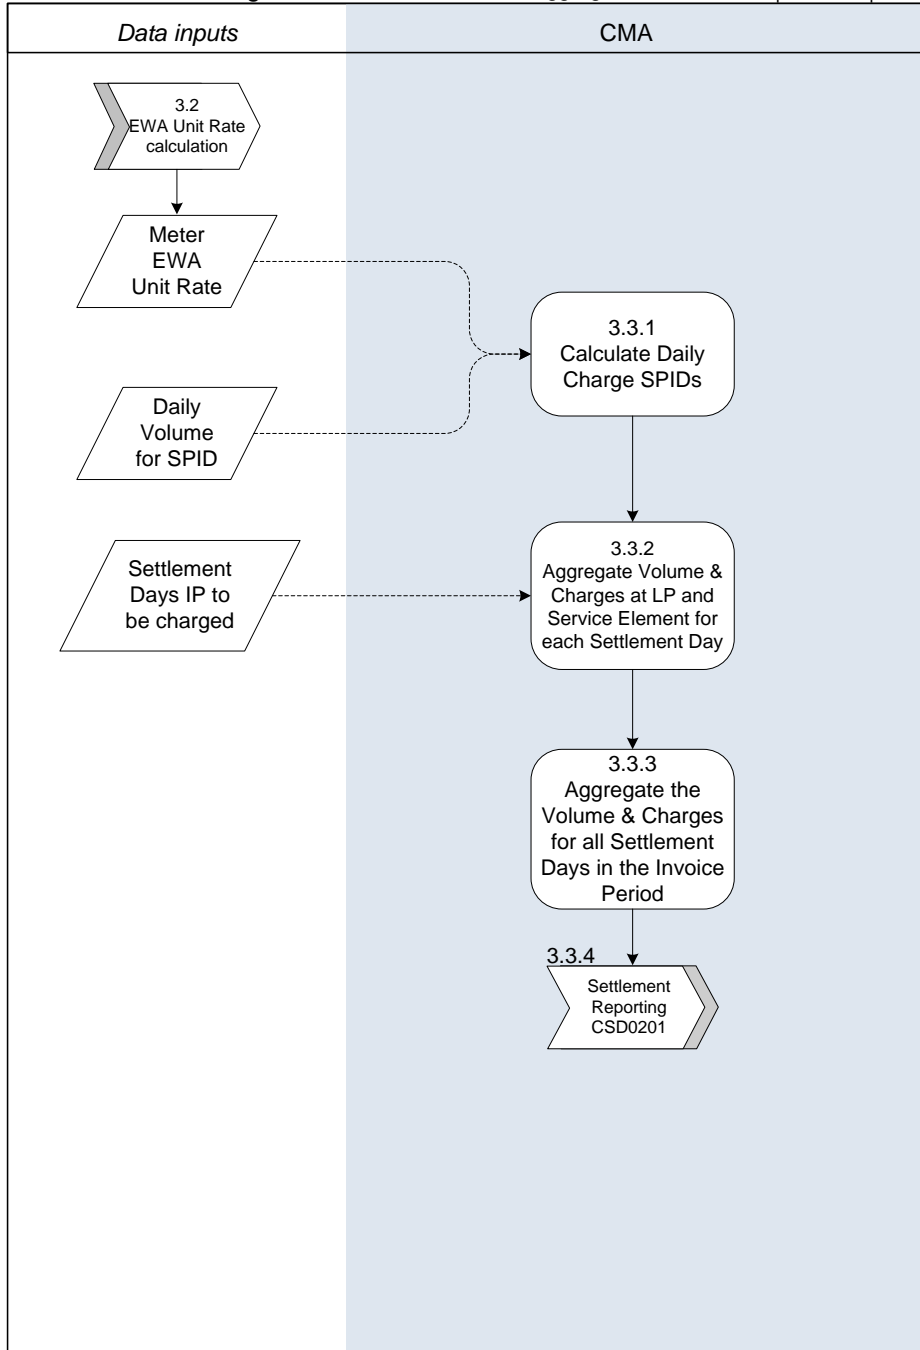 Data inputs
CMA
3.2
EWA Unit Rate
calculation
Meter
EWA
Unit Rate
3.3.1
Calculate Daily
Charge SPIDs
Daily
Volume
for SPID
3.3.2
Aggregate Volume &
Charges at LP and
Service Element for
each Settlement Day
Settlement
Days IP to
be charged
3.3.3
Aggregate the
Volume & Charges
for all Settlement
Days in the Invoice
Period
3.3.4
Settlement
Reporting
CSD0201